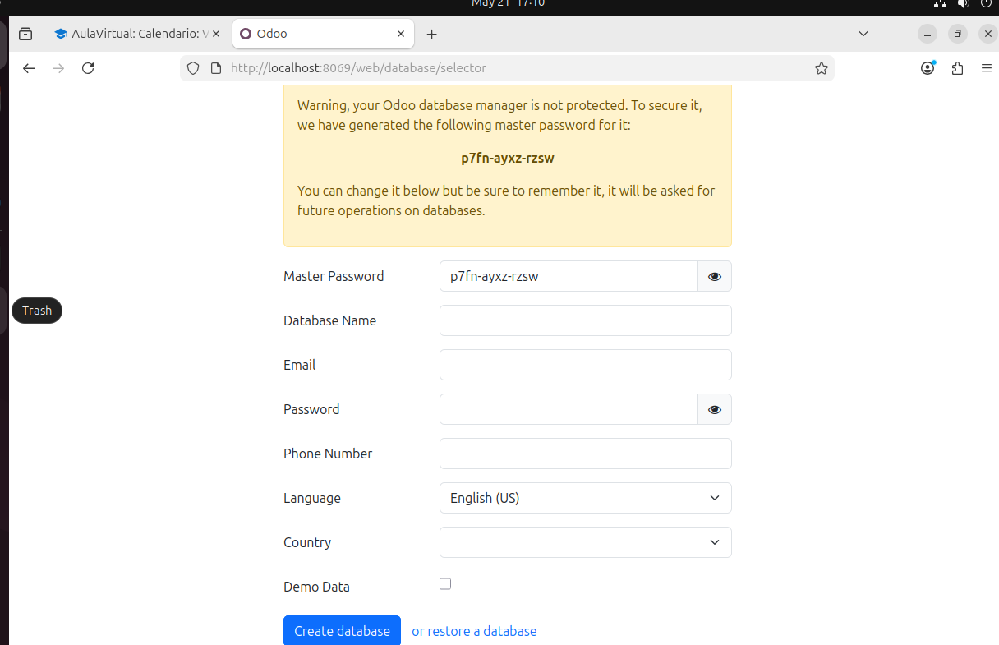 May 21 17:10
AulaVirtual: Calendario: V
Odoo
http://localhost:8069/web/database/selector
Warning, your Odoo database manager is not protected. To secure it,
we have generated the following master password for it:
p7fn-ayxz-rzsw
You can change it below but be sure to remember it, it will be asked for
future operations on databases.
Master Password
p7fn-ayxz-rzsw
Trash
Database Name
Email
Password
Phone Number
Language
English (US)
Country
Demo Data
Create database
or restore a database